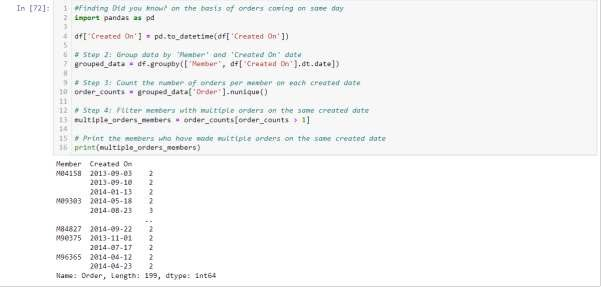 In [72]:
1 #Finding Did you know? on the basis of orders coming on same day
2 import pandas as pd
3
4 df['Created On'] = pd.to_datetime(df['Created On'])
5
6 # Step 2: Group data by 'Member' and 'Created On' date
7 grouped_data = df.groupby(['Member', df['Created On'].dt.date])
8
9 # Step 3: Count the number of orders per member on each created date
10 order_counts = grouped_data['Order'].nunique()
11
12 # Step 4: Filter members with multiple orders on the same created date
13 multiple_orders_members = order_counts[order_counts > 1]
14
15 # Print the members who have made multiple orders on the same created date
16 print(multiple_orders_members)
Member Created On
M04158 2013-09-03 2
2013-09-10 2
2014-01-13 2
M09303 2014-05-18 2
2014-08-23 3
..
M84827 2014-09-22 2
M90375 2013-11-01 2
2014-07-17 2
M96365 2014-04-12 2
2014-04-23 2
Name: Order, Length: 199, dtype: int64